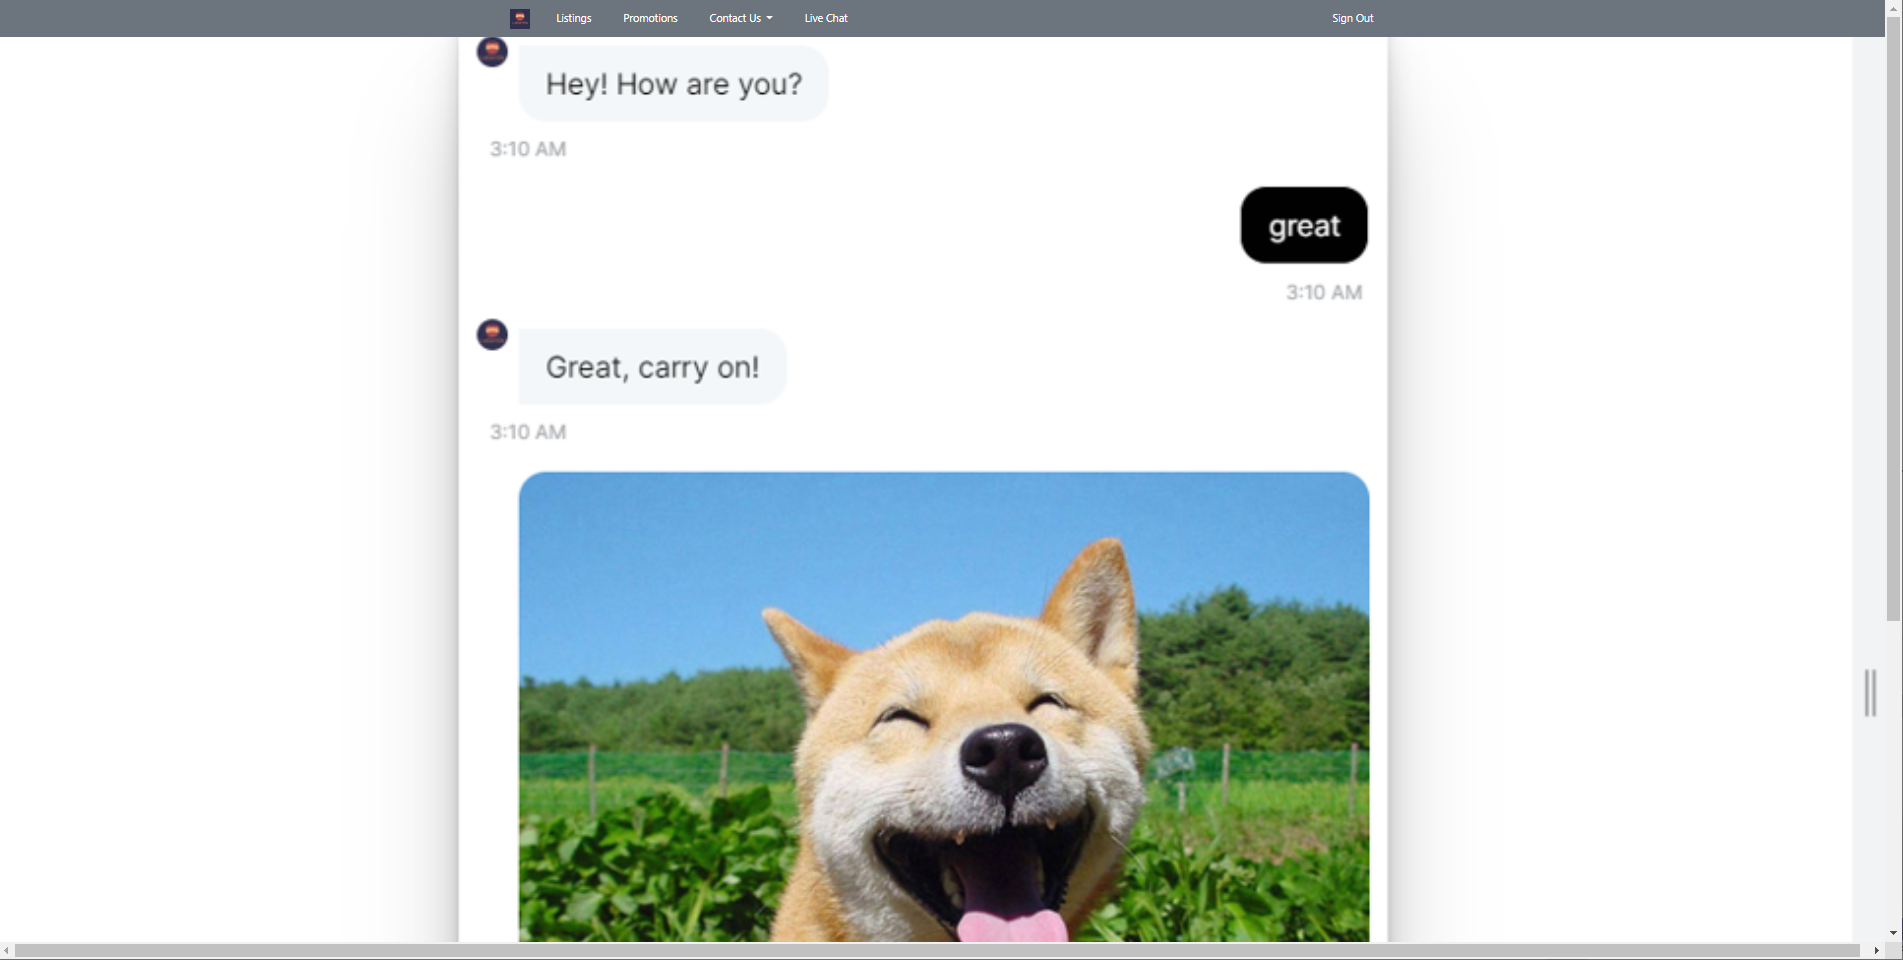 Listings Promotions Contact Us Live Chat Sign Out
Hey! How are you?
3:10 AM
great
3:10 AM
Great, carry on!
3:10 AM